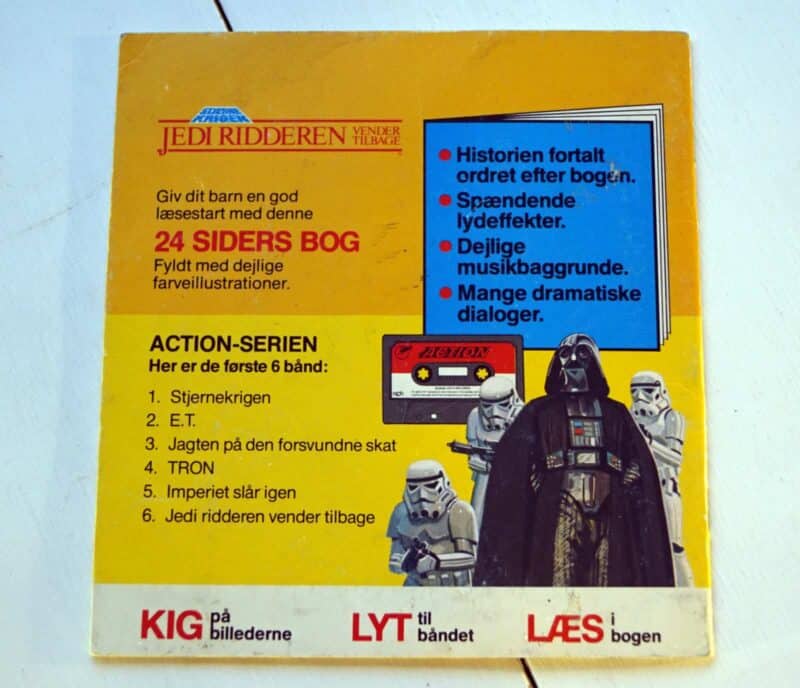 STJERNE
KRIGEN
JEDI RIDDEREN VENDER
TILBAGE
Giv dit barn en god
læsestart med denne
24 SIDERS BOG
Fyldt med dejlige
farveillustrationer.
• Historien fortalt
ordret efter bogen.
• Spændende
lydeffekter.
• Dejlige
musikbaggrunde.
• Mange dramatiske
dialoger.
ACTION-SERIEN
Her er de første 6 bånd:
1. Stjernekrigen
2. E.T.
3. Jagten på den forsvundne skat
4. TRON
5. Imperiet slår igen
6. Jedi ridderen vender tilbage
ACTION
KIG på
billederne
LYT til
båndet
LÆS i
bogen